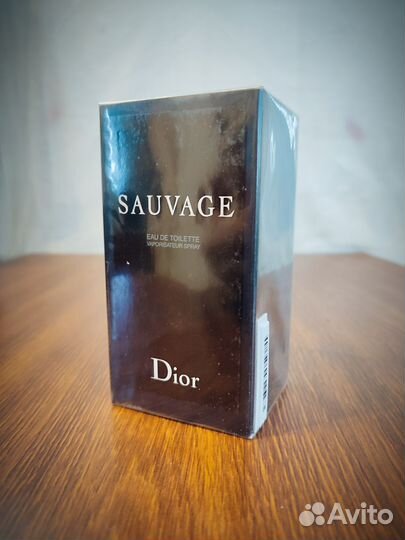 SAUVAGE
EAU DE TOILETTE
VAPORISATEUR SPRAY
Dior
Avito